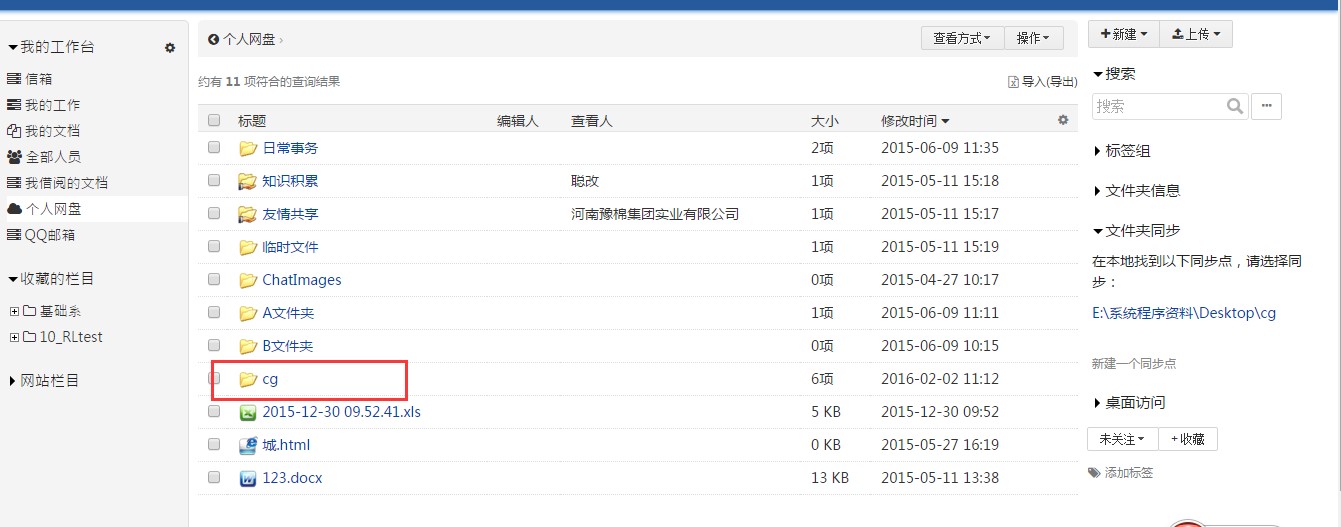 我的工作台
信箱
我的工作
我的文档
全部人员
我借阅的文档
个人网盘
QQ邮箱
收藏的栏目
基础系
10_RLtest
网站栏目
个人网盘 ›
查看方式 操作
约有 11 项符合的查询结果
导入(导出)
标题 编辑人 查看人 大小 修改时间
日常事务 2项 2015-06-09 11:35
知识积累 聪改 1项 2015-05-11 15:18
友情共享 河南豫棉集团实业有限公司 1项 2015-05-11 15:17
临时文件 1项 2015-05-11 15:19
ChatImages 0项 2015-04-27 10:17
A文件夹 1项 2015-06-09 11:11
B文件夹 0项 2015-06-09 10:15
cg 6项 2016-02-02 11:12
2015-12-30 09.52.41.xls 5 KB 2015-12-30 09:52
城.html 0 KB 2015-05-27 16:19
123.docx 13 KB 2015-05-11 13:38
+新建 上传
搜索
搜索 ...
标签组
文件夹信息
文件夹同步
在本地找到以下同步点，请选择同
步：
E:\系统程序资料\Desktop\cg
新建一个同步点
桌面访问
未关注 +收藏
添加标签